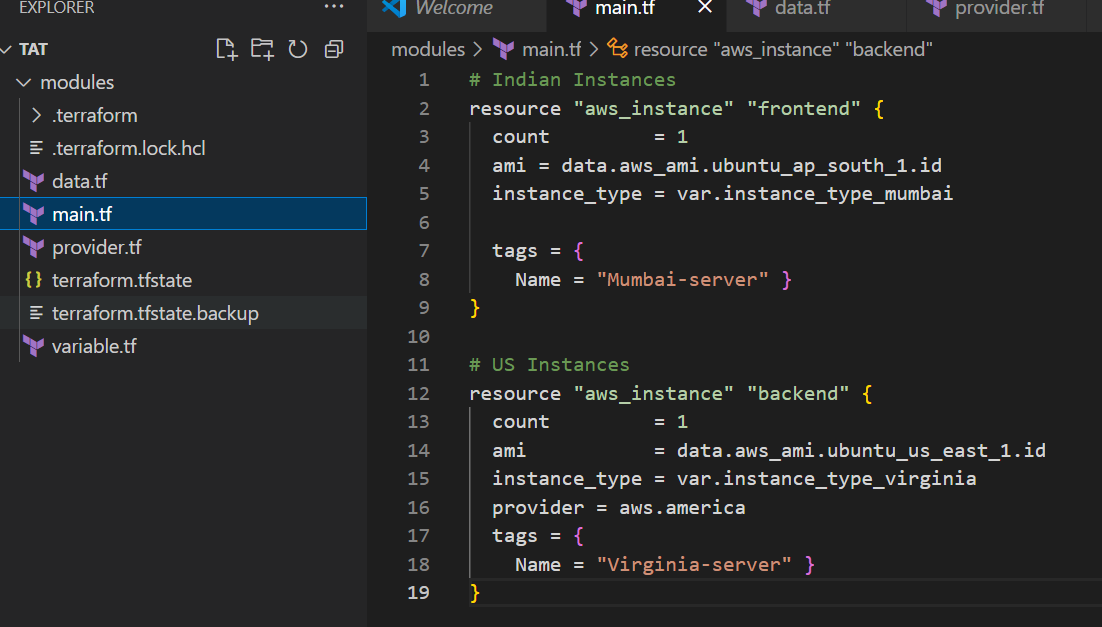 EXPLORER ...
TAT
modules
.terraform
.terraform.lock.hcl
data.tf
main.tf
provider.tf
{} terraform.tfstate
terraform.tfstate.backup
variable.tf
Welcome main.tf data.tf provider.tf
modules > main.tf > resource "aws_instance" "backend"
1 # Indian Instances
2 resource "aws_instance" "frontend" {
3 count = 1
4 ami = data.aws_ami.ubuntu_ap_south_1.id
5 instance_type = var.instance_type_mumbai
6
7 tags = {
8 Name = "Mumbai-server" }
9 }
10
11 # US Instances
12 resource "aws_instance" "backend" {
13 count = 1
14 ami = data.aws_ami.ubuntu_us_east_1.id
15 instance_type = var.instance_type_virginia
16 provider = aws.america
17 tags = {
18 Name = "Virginia-server" }
19 }